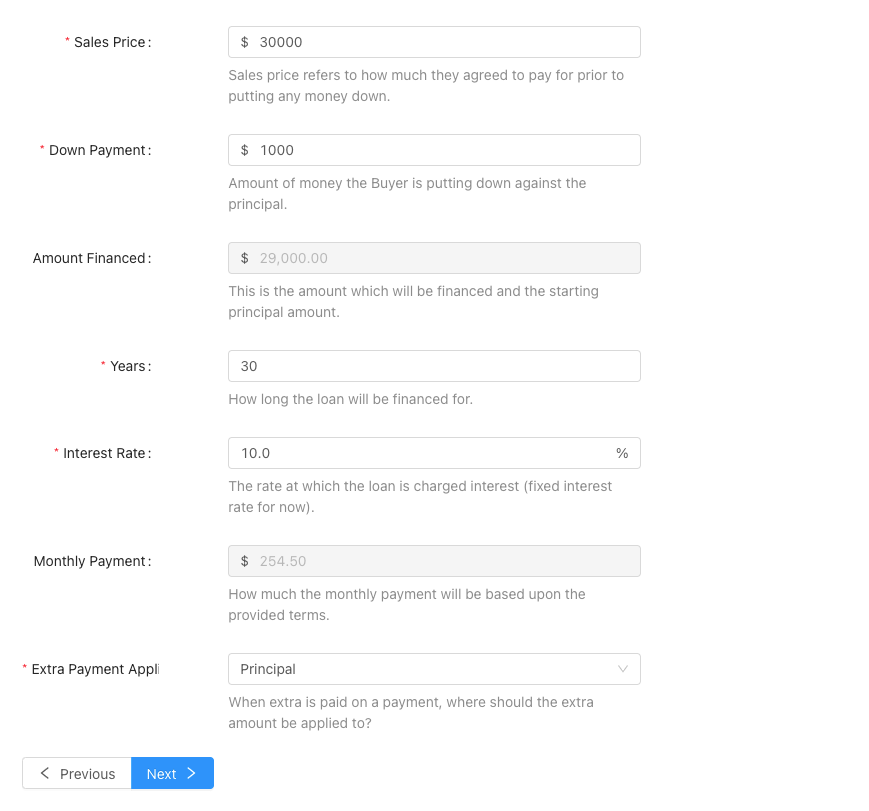 * Sales Price :
$ 30000
Sales price refers to how much they agreed to pay for prior to
putting any money down.
* Down Payment :
$ 1000
Amount of money the Buyer is putting down against the
principal.
Amount Financed :
$ 29,000.00
This is the amount which will be financed and the starting
principal amount.
* Years :
30
How long the loan will be financed for.
* Interest Rate :
10.0 %
The rate at which the loan is charged interest (fixed interest
rate for now).
Monthly Payment :
$ 254.50
How much the monthly payment will be based upon the
provided terms.
* Extra Payment Appli
Principal
When extra is paid on a payment, where should the extra
amount be applied to?
Previous
Next